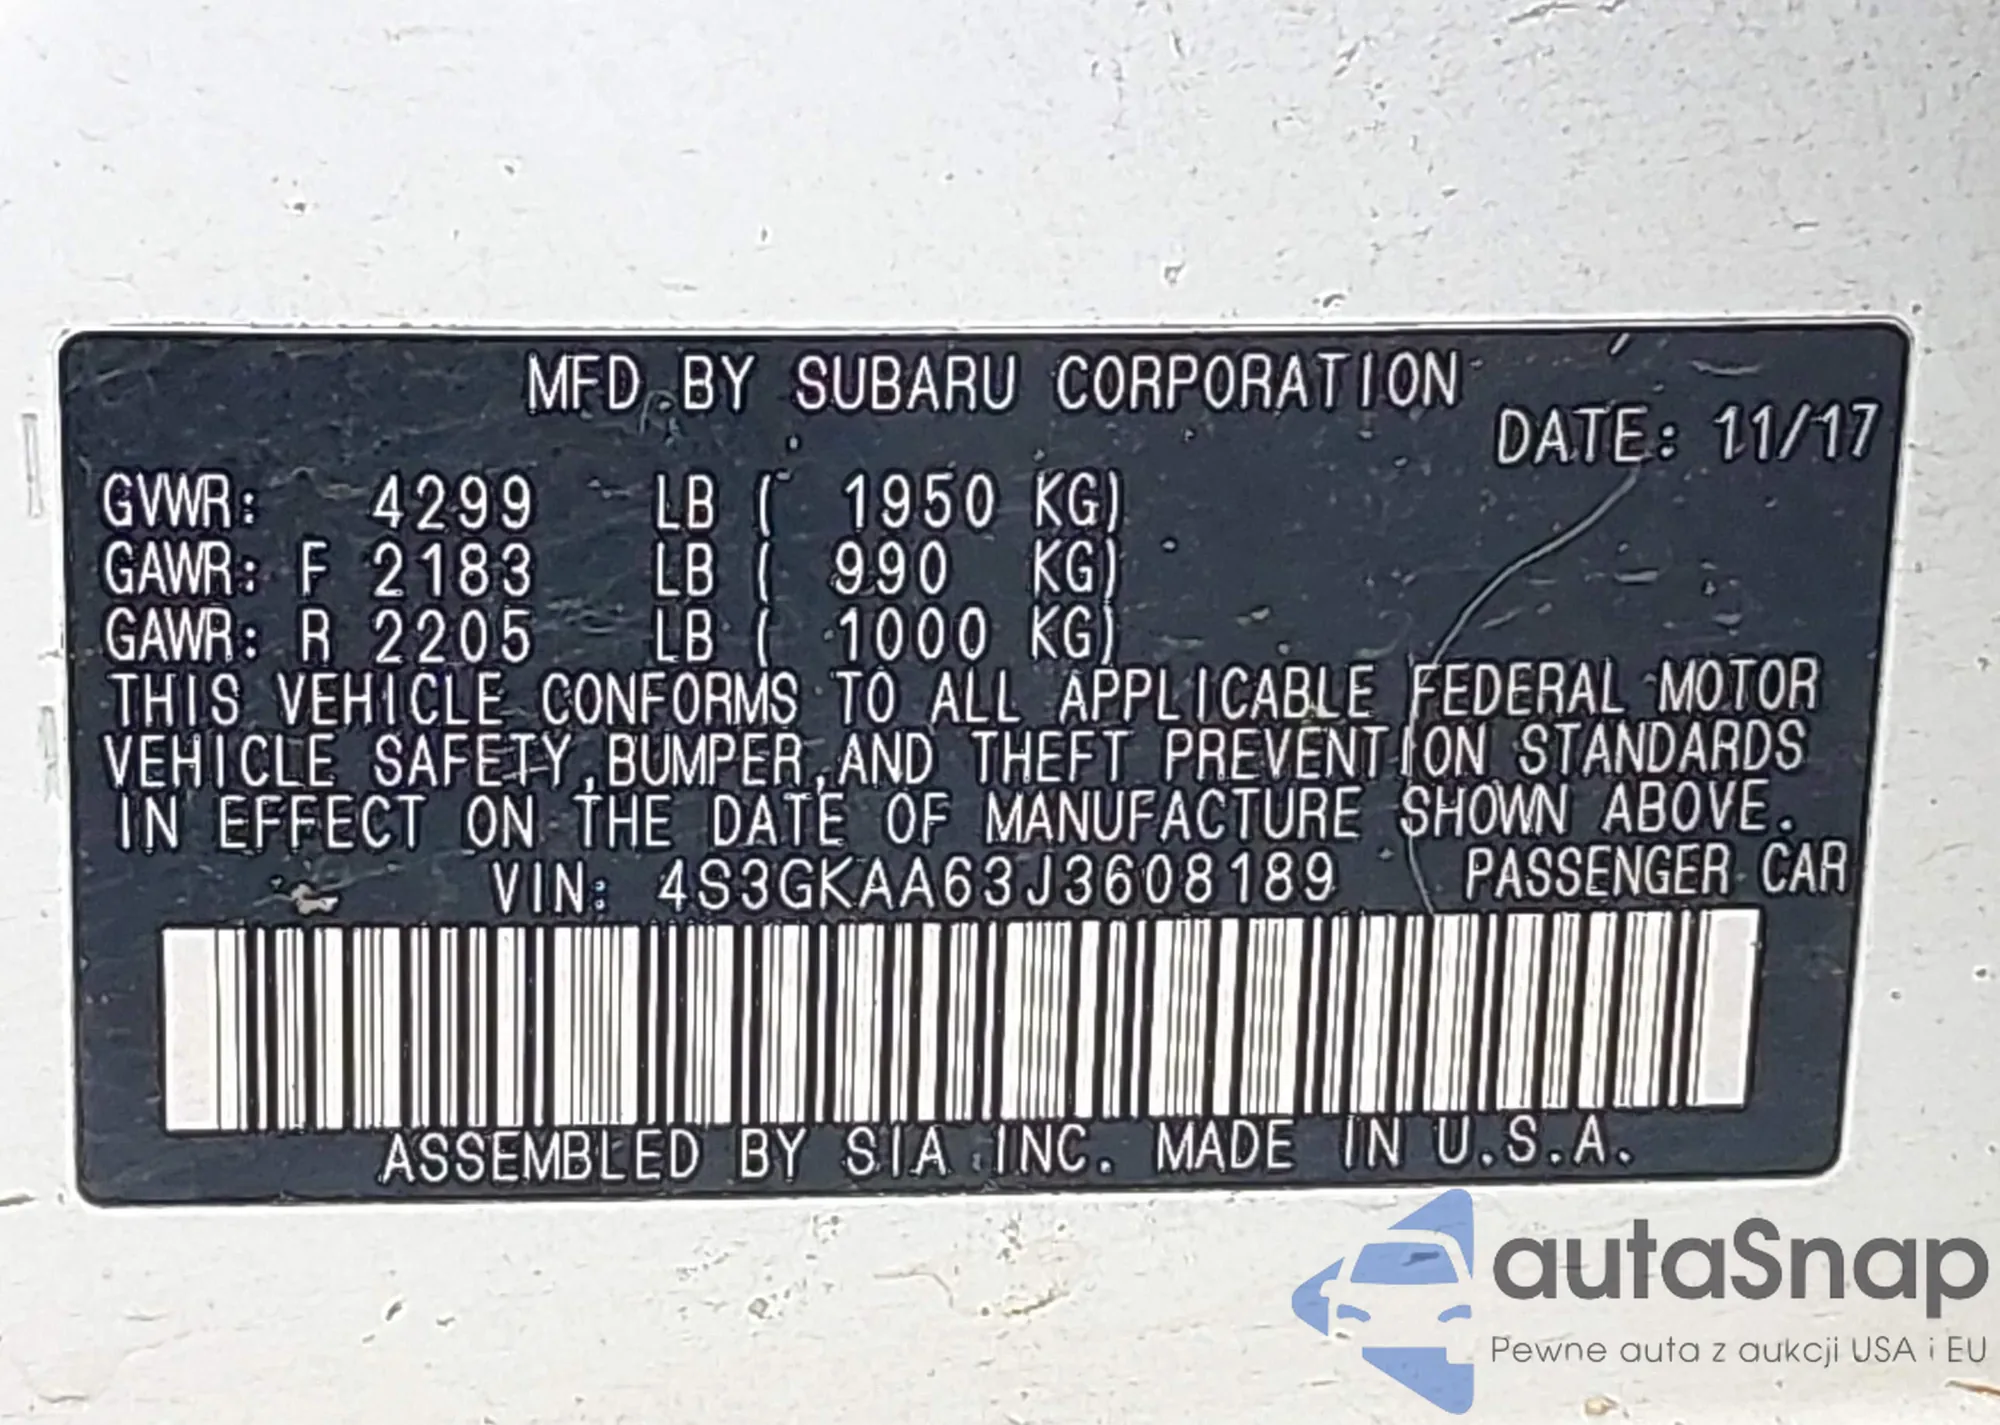 MFD BY SUBARU CORPORATION
DATE: 11/17
GVWR: 4299 LB ( 1950 KG)
GAWR: F 2183 LB ( 990 KG)
GAWR: R 2205 LB ( 1000 KG)
THIS VEHICLE CONFORMS TO ALL APPLICABLE FEDERAL MOTOR
VEHICLE SAFETY,BUMPER,AND THEFT PREVENTION STANDARDS
IN EFFECT ON THE DATE OF MANUFACTURE SHOWN ABOVE.
VIN: 4S3GKAA63J3608189 PASSENGER CAR
ASSEMBLED BY SIA INC. MADE IN U.S.A.
autaSnap
Pewne auta z aukcji USA i EU